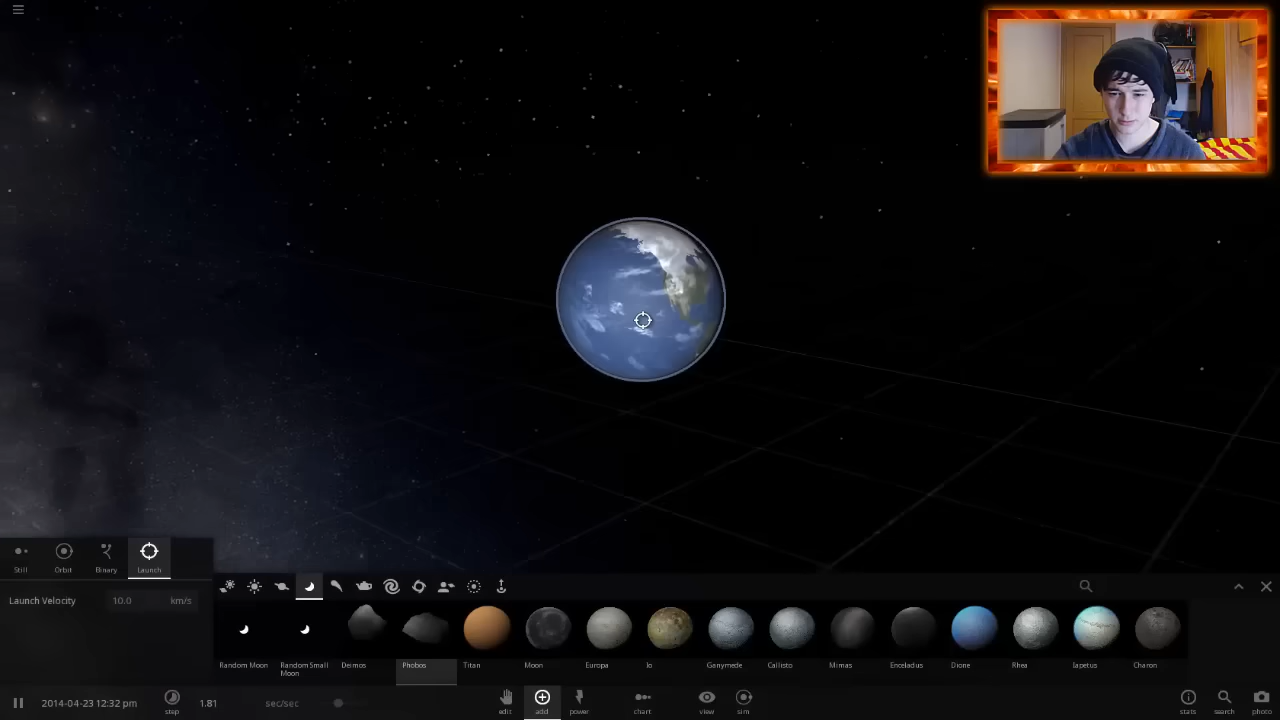 Still Orbit Binary Launch
Launch Velocity 10.0 km/s
Random Moon Random Small Moon Deimos Phobos Titan Moon Europa Io Ganymede Callisto Mimas Enceladus Dione Rhea Iapetus Charon
2014-04-23 12:32 pm step 1.81 sec/sec edit add power chart view sim stats search photo